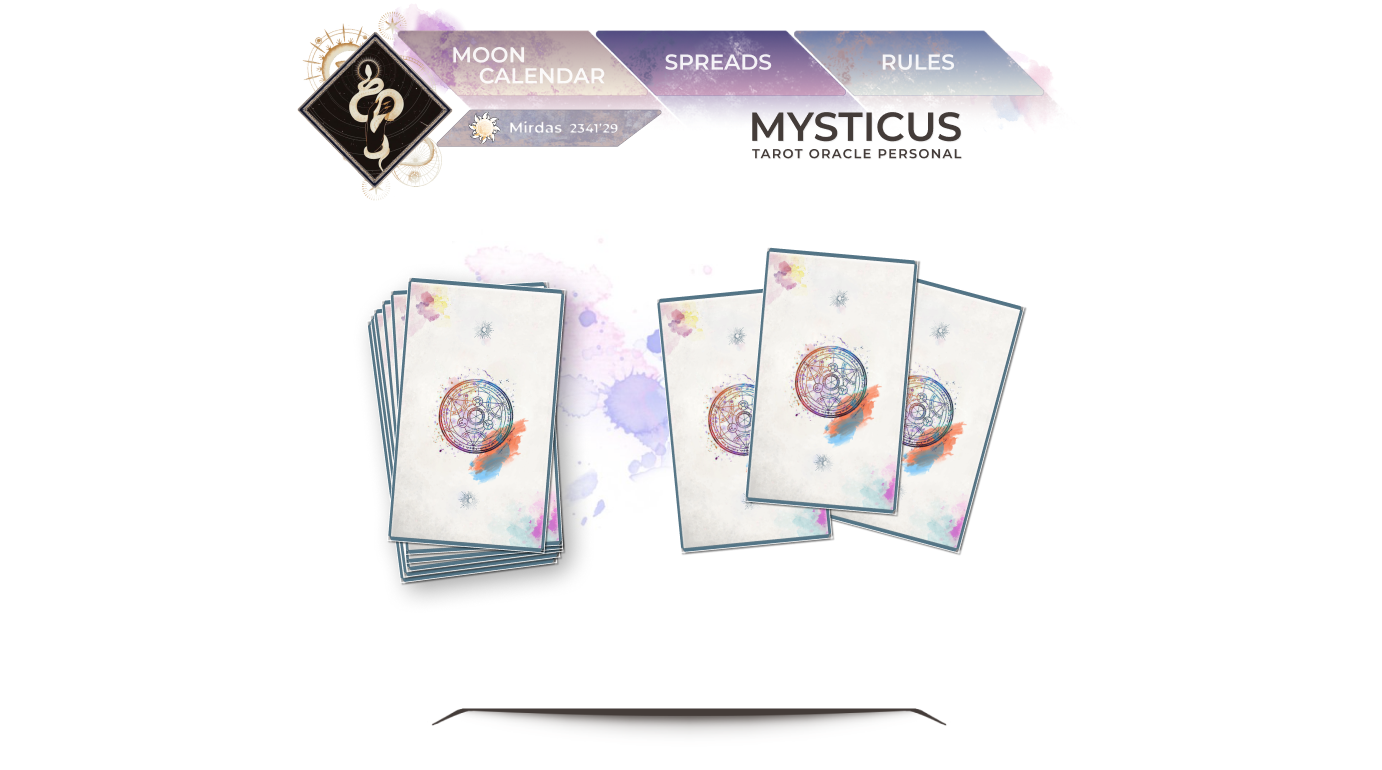 MOON
CALENDAR
SPREADS
RULES
Mirdas 2341'29
MYSTICUS
TAROT ORACLE PERSONAL